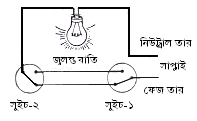 নিউট্রাল তার
জ্বলন্ত বাতি
সাপ্লাই
ফেজ তার
সুইচ-২
সুইচ-১